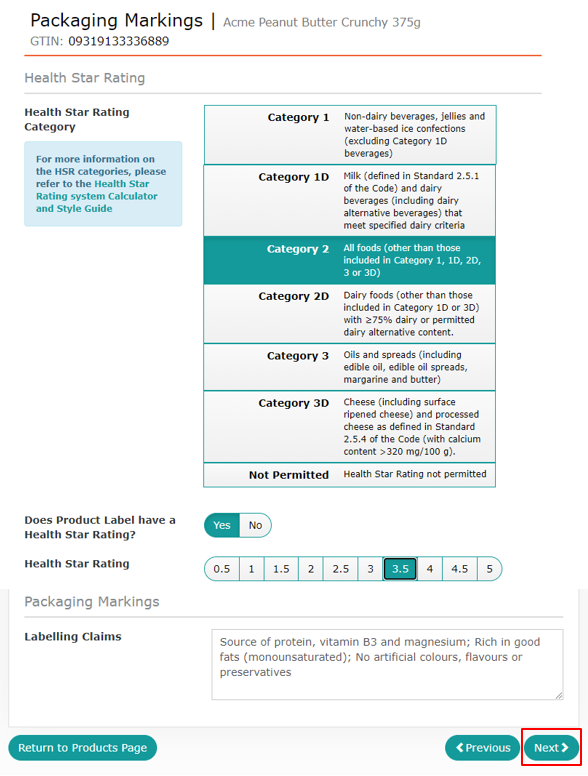 Packaging Markings | Acme Peanut Butter Crunchy 375g
GTIN: 09319133336889
Health Star Rating
Health Star Rating
Category
For more information on
the HSR categories, please
refer to the Health Star
Rating system Calculator
and Style Guide
Category 1
Non-dairy beverages, jellies and
water-based ice confections
(excluding Category 1D
beverages)
Category 1D
Milk (defined in Standard 2.5.1
of the Code) and dairy
beverages (including dairy
alternative beverages) that
meet specified dairy criteria
Category 2
All foods (other than those
included in Category 1, 1D, 2D,
3 or 3D)
Category 2D
Dairy foods (other than those
included in Category 1D or 3D)
with ≥75% dairy or permitted
dairy alternative content.
Category 3
Oils and spreads (including
edible oil, edible oil spreads,
margarine and butter)
Category 3D
Cheese (including surface
ripened cheese) and processed
cheese as defined in Standard
2.5.4 of the Code (with calcium
content >320 mg/100 g).
Not Permitted
Health Star Rating not permitted
Does Product Label have a
Health Star Rating?
Yes No
Health Star Rating
0.5 1 1.5 2 2.5 3 3.5 4 4.5 5
Packaging Markings
Labelling Claims
Source of protein, vitamin B3 and magnesium; Rich in good
fats (monounsaturated); No artificial colours, flavours or
preservatives
Return to Products Page
Previous
Next